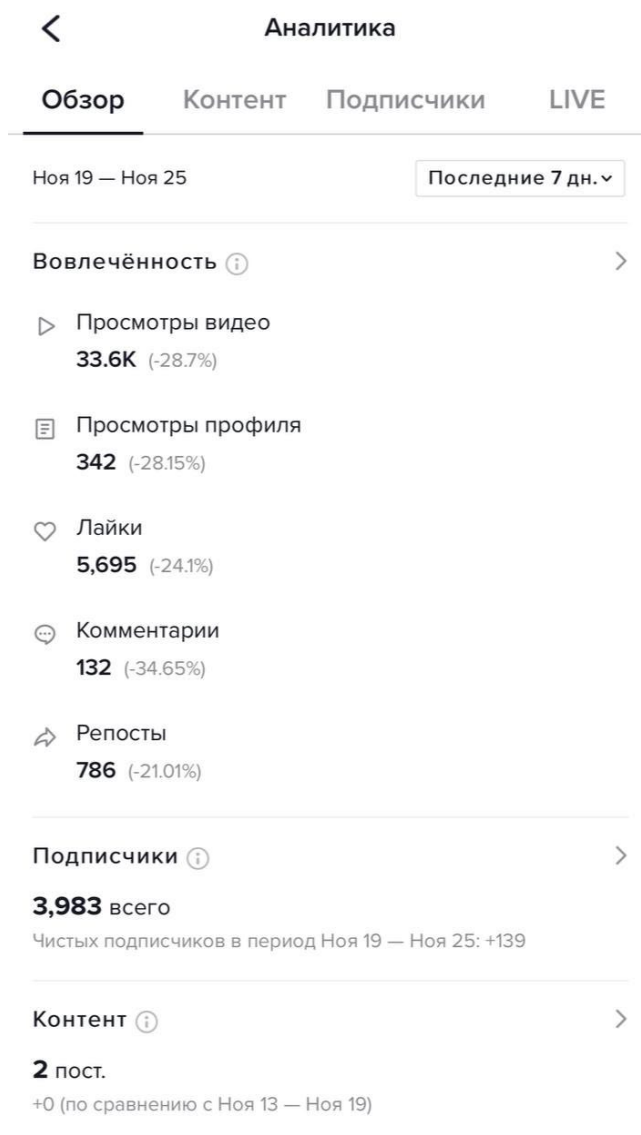 Аналитика
Обзор Контент Подписчики LIVE
Ноя 19 — Ноя 25 Последние 7 дн.
Вовлечённость
Просмотры видео
33.6K (-28.7%)
Просмотры профиля
342 (-28.15%)
Лайки
5,695 (-24.1%)
Комментарии
132 (-34.65%)
Репосты
786 (-21.01%)
Подписчики
3,983 всего
Чистых подписчиков в период Ноя 19 — Ноя 25: +139
Контент
2 пост.
+0 (по сравнению с Ноя 13 — Ноя 19)